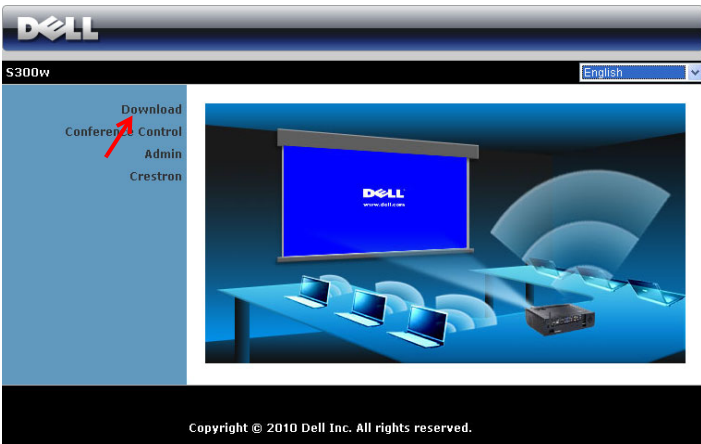 DELL
S300w
English
Download
Conference Control
Admin
Crestron
DELL
www.dell.com
Copyright © 2010 Dell Inc. All rights reserved.